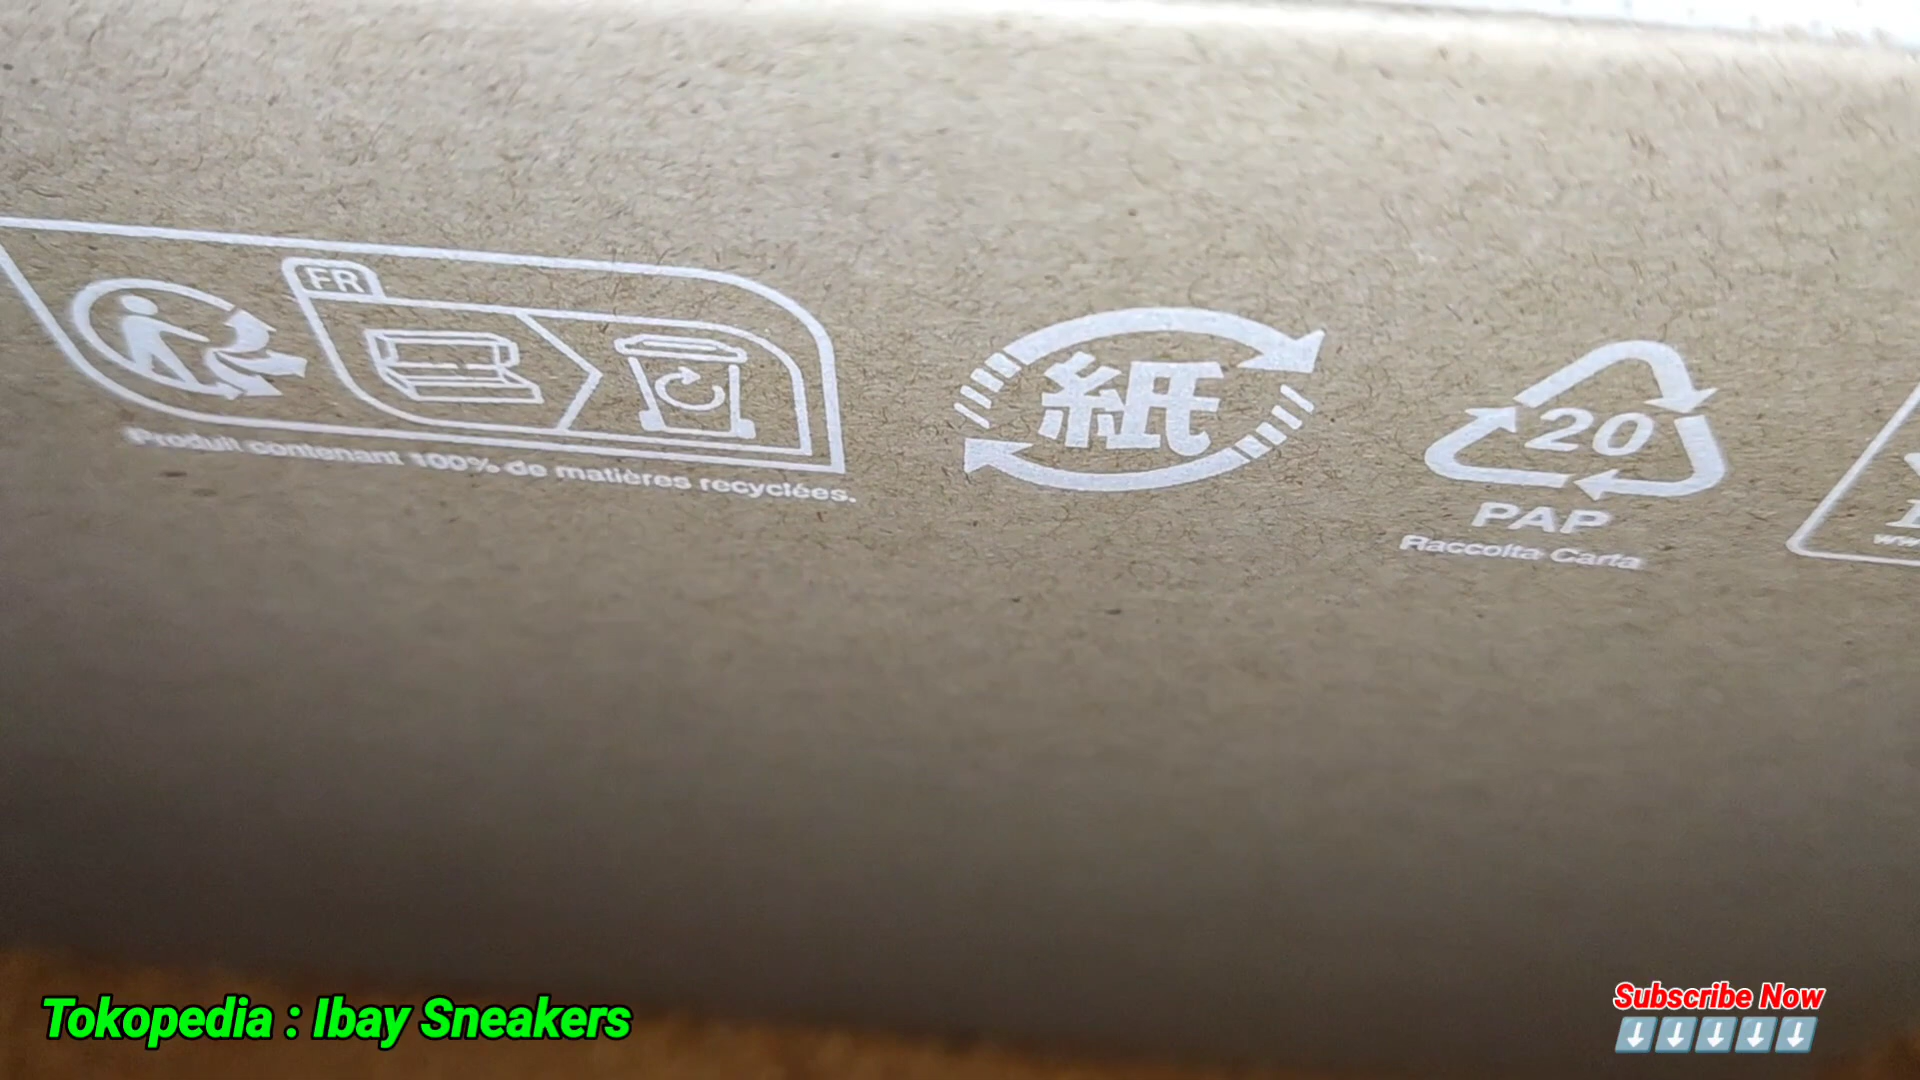 FR
Produit contenant 100% de matières recyclées.
紙
20
PAP
Raccolta Carta
Tokopedia : Ibay Sneakers
Subscribe Now